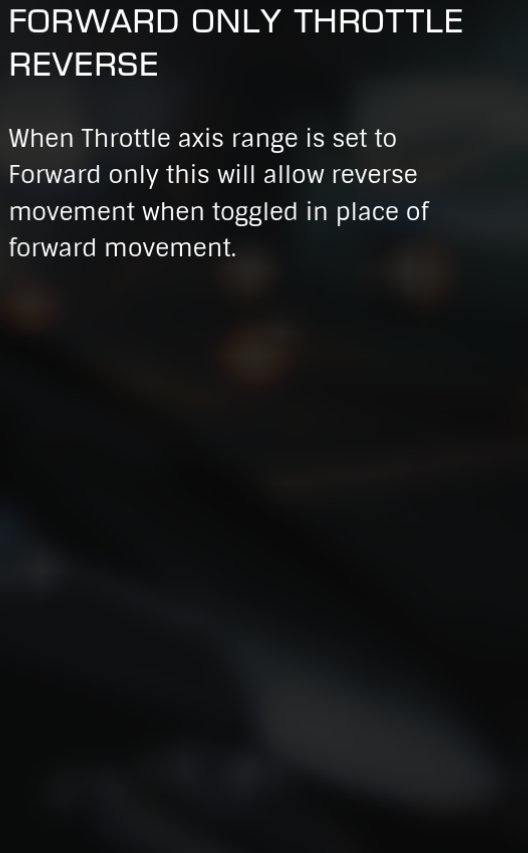 FORWARD ONLY THROTTLE
REVERSE
When Throttle axis range is set to
Forward only this will allow reverse
movement when toggled in place of
forward movement.